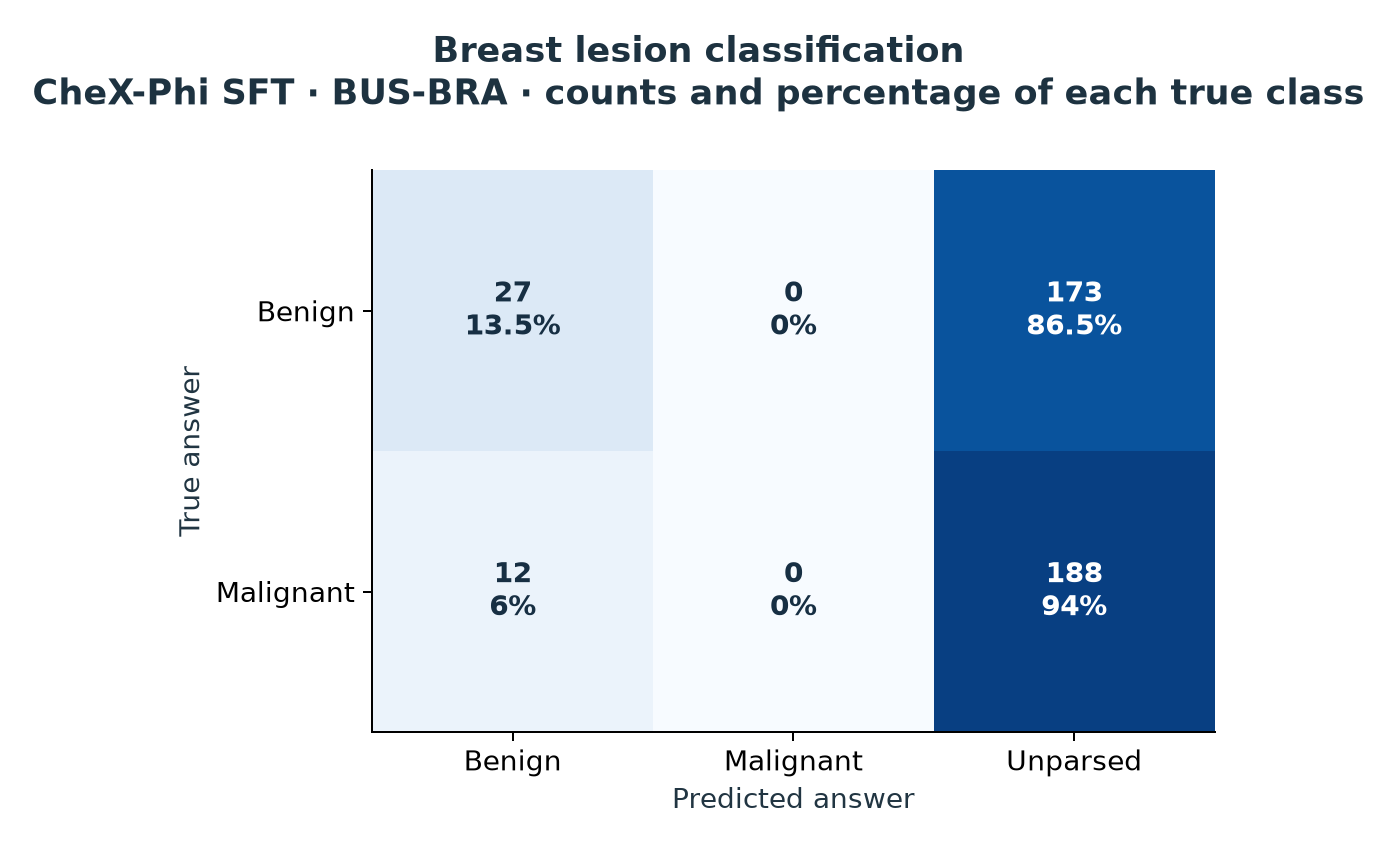 Breast lesion classification
CheX-Phi SFT · BUS-BRA · counts and percentage of each true class
True answer
Benign
27
13.5%
0
0%
173
86.5%
Malignant
12
6%
0
0%
188
94%
Benign
Malignant
Unparsed
Predicted answer